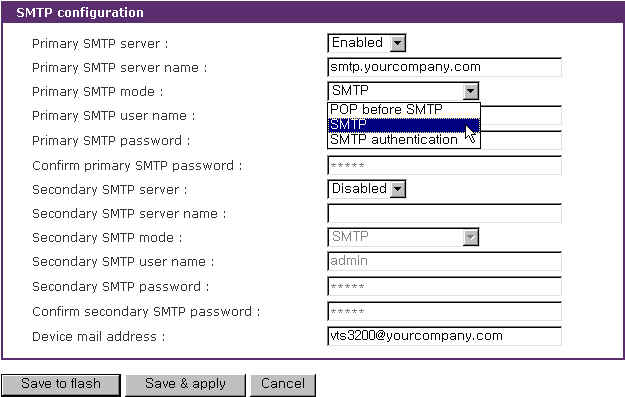 SMTP configuration
Primary SMTP server : Enabled
Primary SMTP server name : smtp.yourcompany.com
Primary SMTP mode : SMTP
POP before SMTP
Primary SMTP user name :
SMTP
Primary SMTP password : SMTP authentication
Confirm primary SMTP password : *****
Secondary SMTP server : Disabled
Secondary SMTP server name :
Secondary SMTP mode : SMTP
Secondary SMTP user name : admin
Secondary SMTP password : *****
Confirm secondary SMTP password : *****
Device mail address : vts3200@yourcompany.com
Save to flash Save & apply Cancel